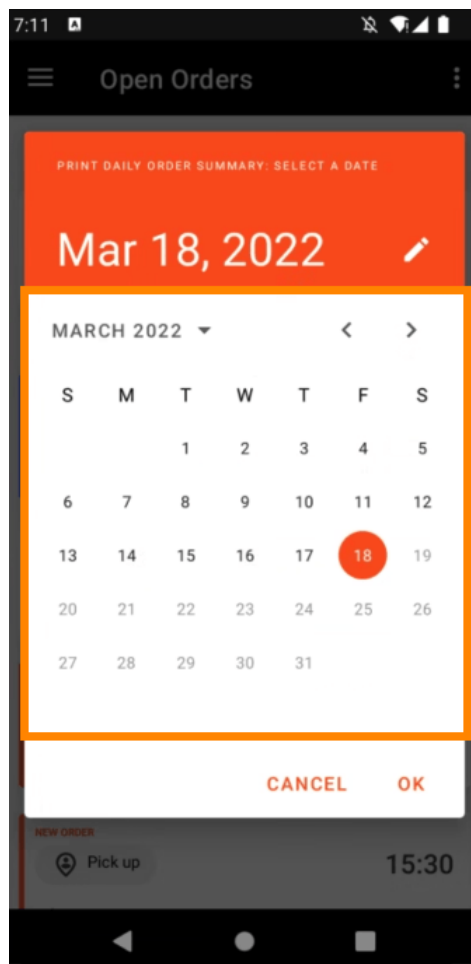 7:11 A
Open Orders
PRINT DAILY ORDER SUMMARY: SELECT A DATE
Mar 18, 2022
MARCH 2022
S M T W T F S
1 2 3 4 5
6 7 8 9 10 11 12
13 14 15 16 17 18 19
20 21 22 23 24 25 26
27 28 29 30 31
CANCEL OK
NEW ORDER
Pick up 15:30